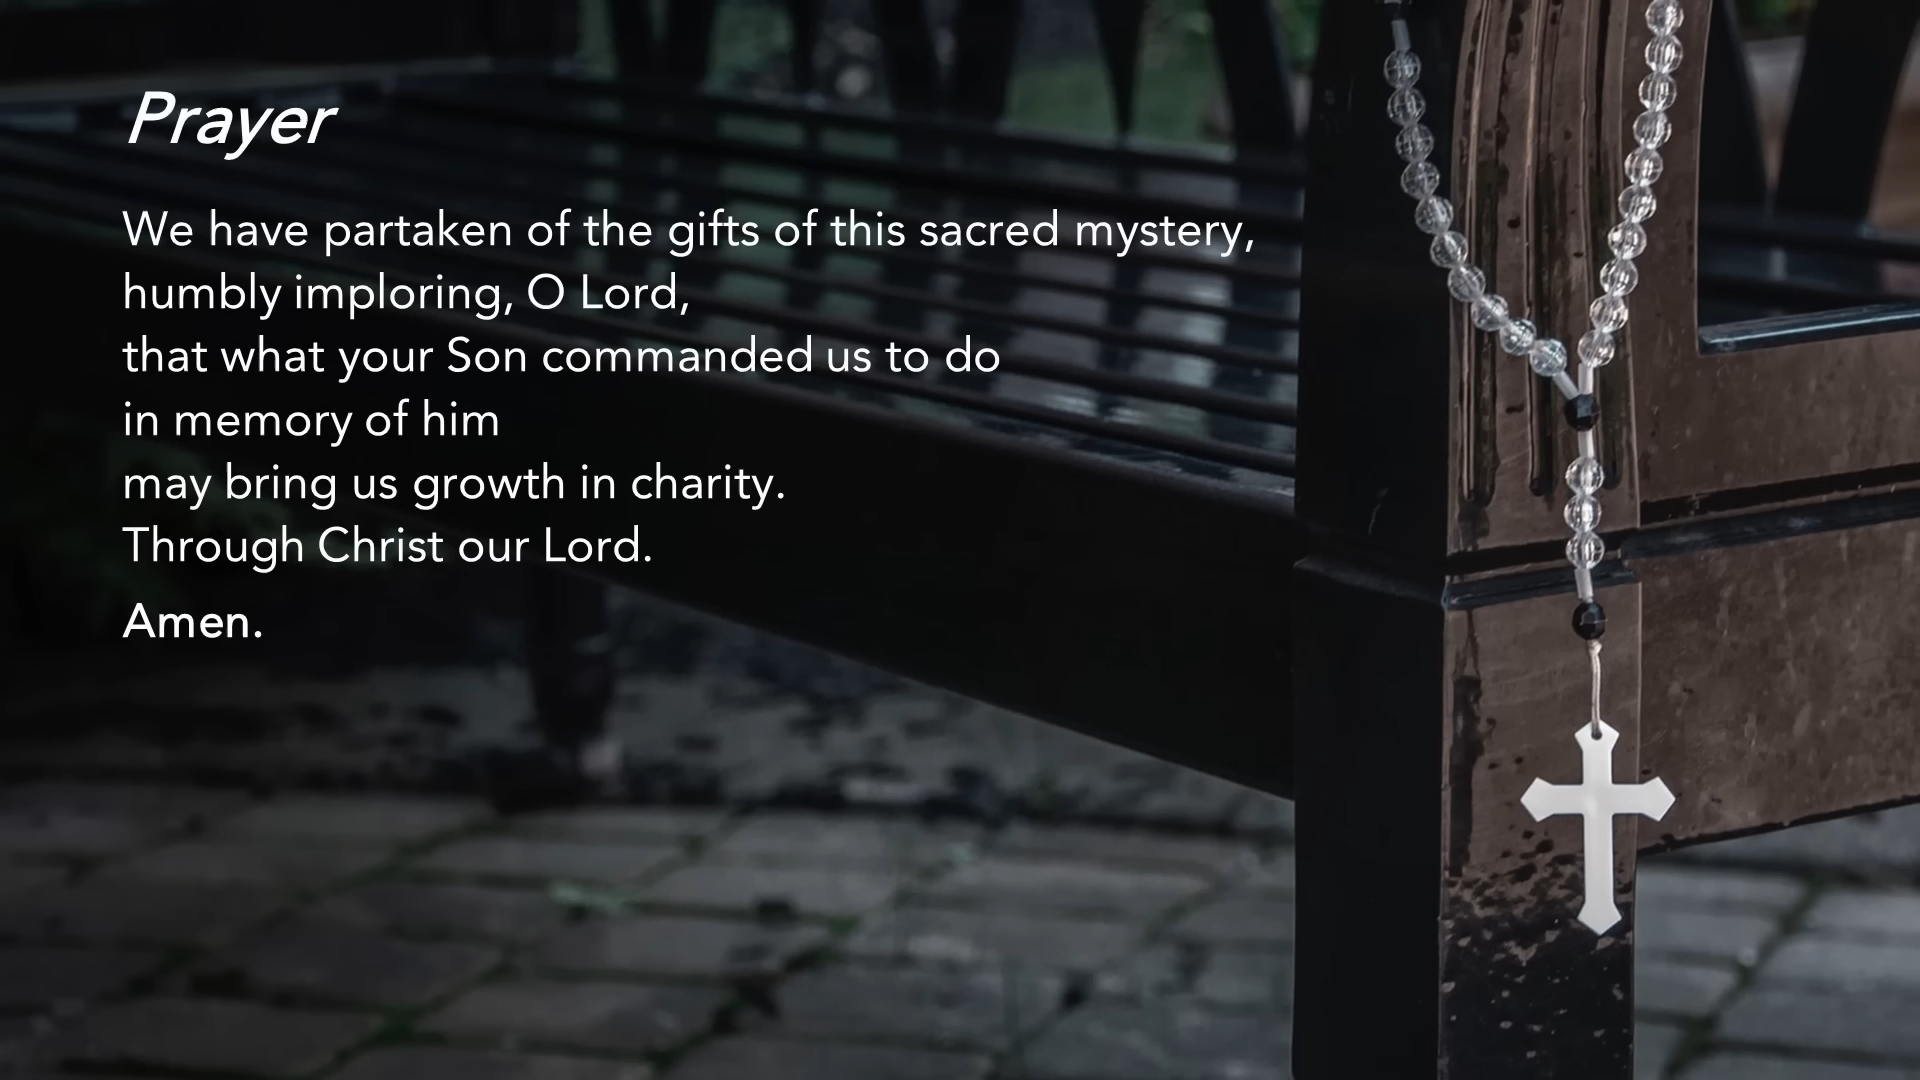 Prayer
We have partaken of the gifts of this sacred mystery,
humbly imploring, O Lord,
that what your Son commanded us to do
in memory of him
may bring us growth in charity.
Through Christ our Lord.
Amen.